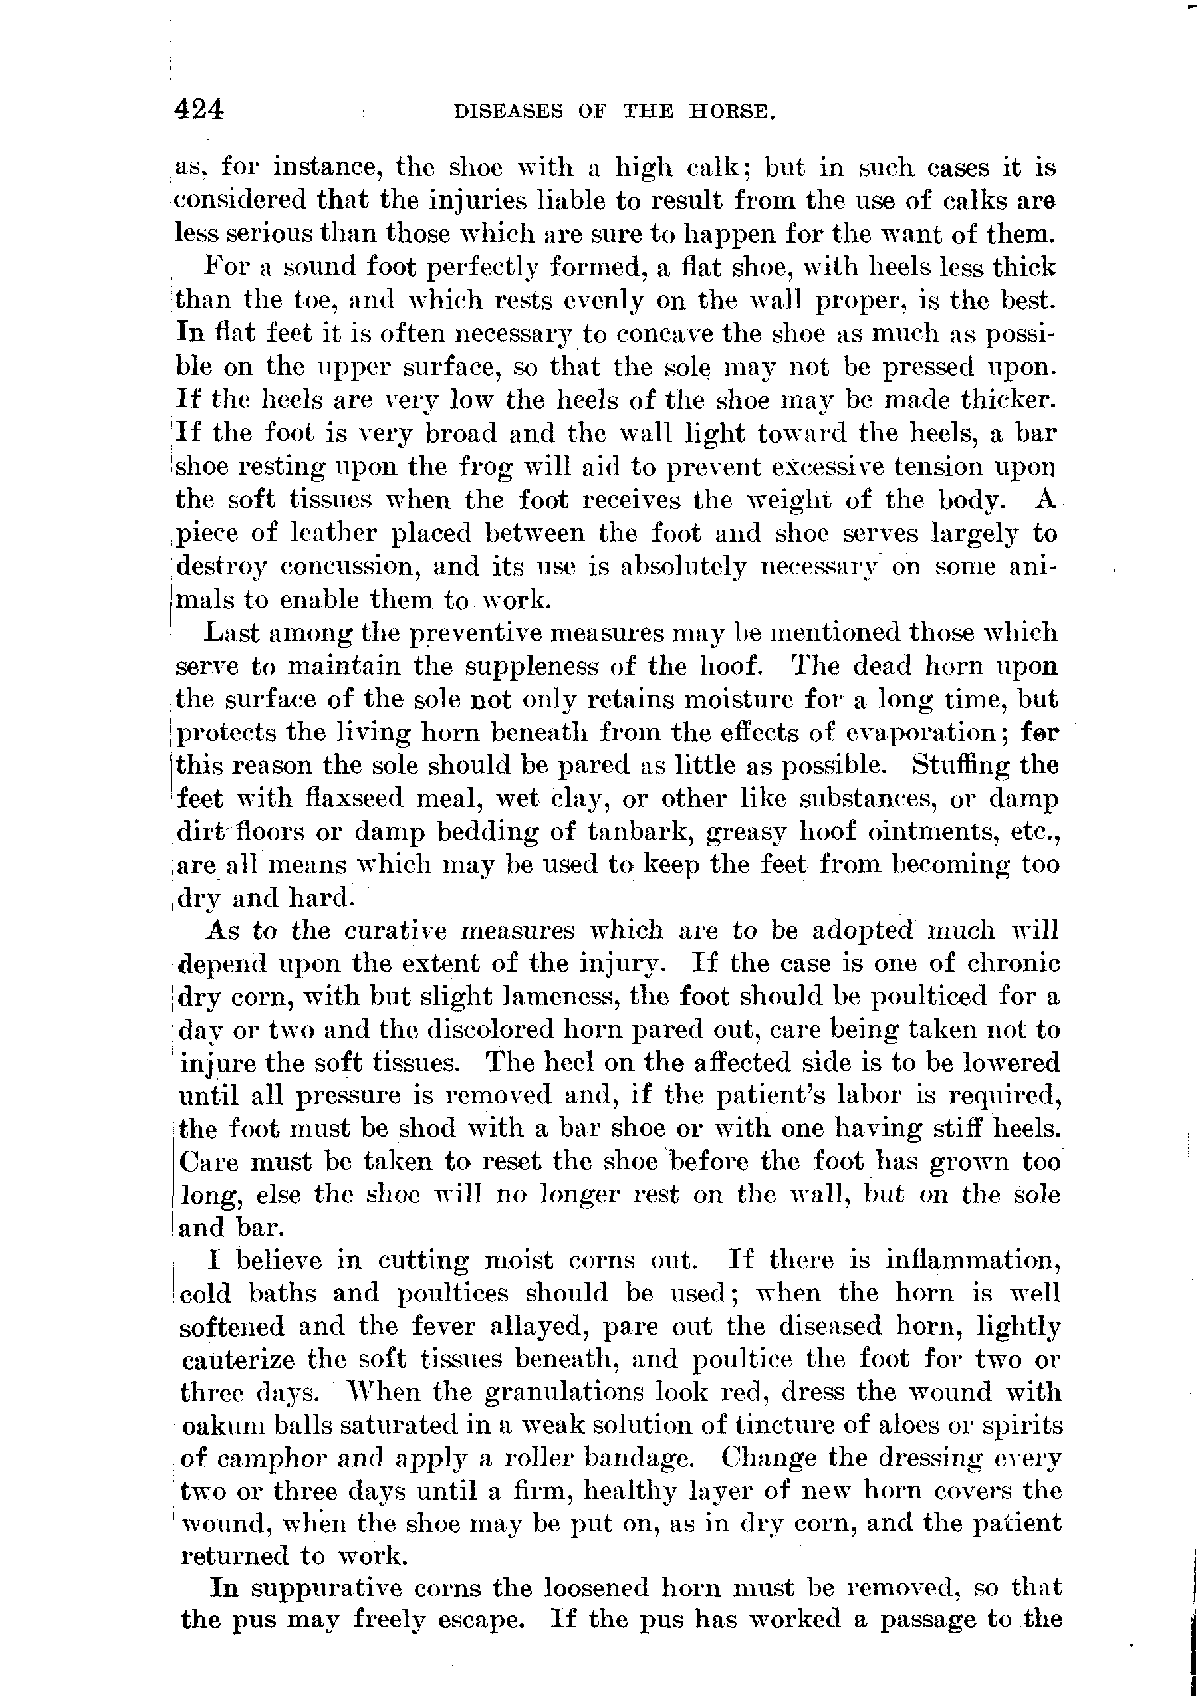 424 DISEASES OF THE HORSE.
as, for instance, the shoe with a high calk; but in such cases it is
considered that the injuries liable to result from the use of calks are
less serious than those which are sure to happen for the want of them.
For a sound foot perfectly formed, a flat shoe, with heels less thick
than the toe, and which rests evenly on the wall proper, is the best.
In flat feet it is often necessary to concave the shoe as much as possi-
ble on the upper surface, so that the sole may not be pressed upon.
If the heels are very low the heels of the shoe may be made thicker.
If the foot is very broad and the wall light toward the heels, a bar
shoe resting upon the frog will aid to prevent excessive tension upon
the soft tissues when the foot receives the weight of the body. A
piece of leather placed between the foot and shoe serves largely to
destroy concussion, and its use is absolutely necessary on some ani-
mals to enable them to work.
Last among the preventive measures may be mentioned those which
serve to maintain the suppleness of the hoof. The dead horn upon
the surface of the sole not only retains moisture for a long time, but
protects the living horn beneath from the effects of evaporation; for
this reason the sole should be pared as little as possible. Stuffing the
feet with flaxseed meal, wet clay, or other like substances, or damp
dirt floors or damp bedding of tanbark, greasy hoof ointments, etc.,
are all means which may be used to keep the feet from becoming too
dry and hard.
As to the curative measures which are to be adopted much will
depend upon the extent of the injury. If the case is one of chronic
dry corn, with but slight lameness, the foot should be poulticed for a
day or two and the discolored horn pared out, care being taken not to
injure the soft tissues. The heel on the affected side is to be lowered
until all pressure is removed and, if the patient's labor is required,
the foot must be shod with a bar shoe or with one having stiff heels.
Care must be taken to reset the shoe before the foot has grown too
long, else the shoe will no longer rest on the wall, but on the sole
and bar.
I believe in cutting moist corns out. If there is inflammation,
cold baths and poultices should be used; when the horn is well
softened and the fever allayed, pare out the diseased horn, lightly
cauterize the soft tissues beneath, and poultice the foot for two or
three days. When the granulations look red, dress the wound with
oakum balls saturated in a weak solution of tincture of aloes or spirits
of camphor and apply a roller bandage. Change the dressing every
two or three days until a firm, healthy layer of new horn covers the
wound, when the shoe may be put on, as in dry corn, and the patient
returned to work.
In suppurative corns the loosened horn must be removed, so that
the pus may freely escape. If the pus has worked a passage to the